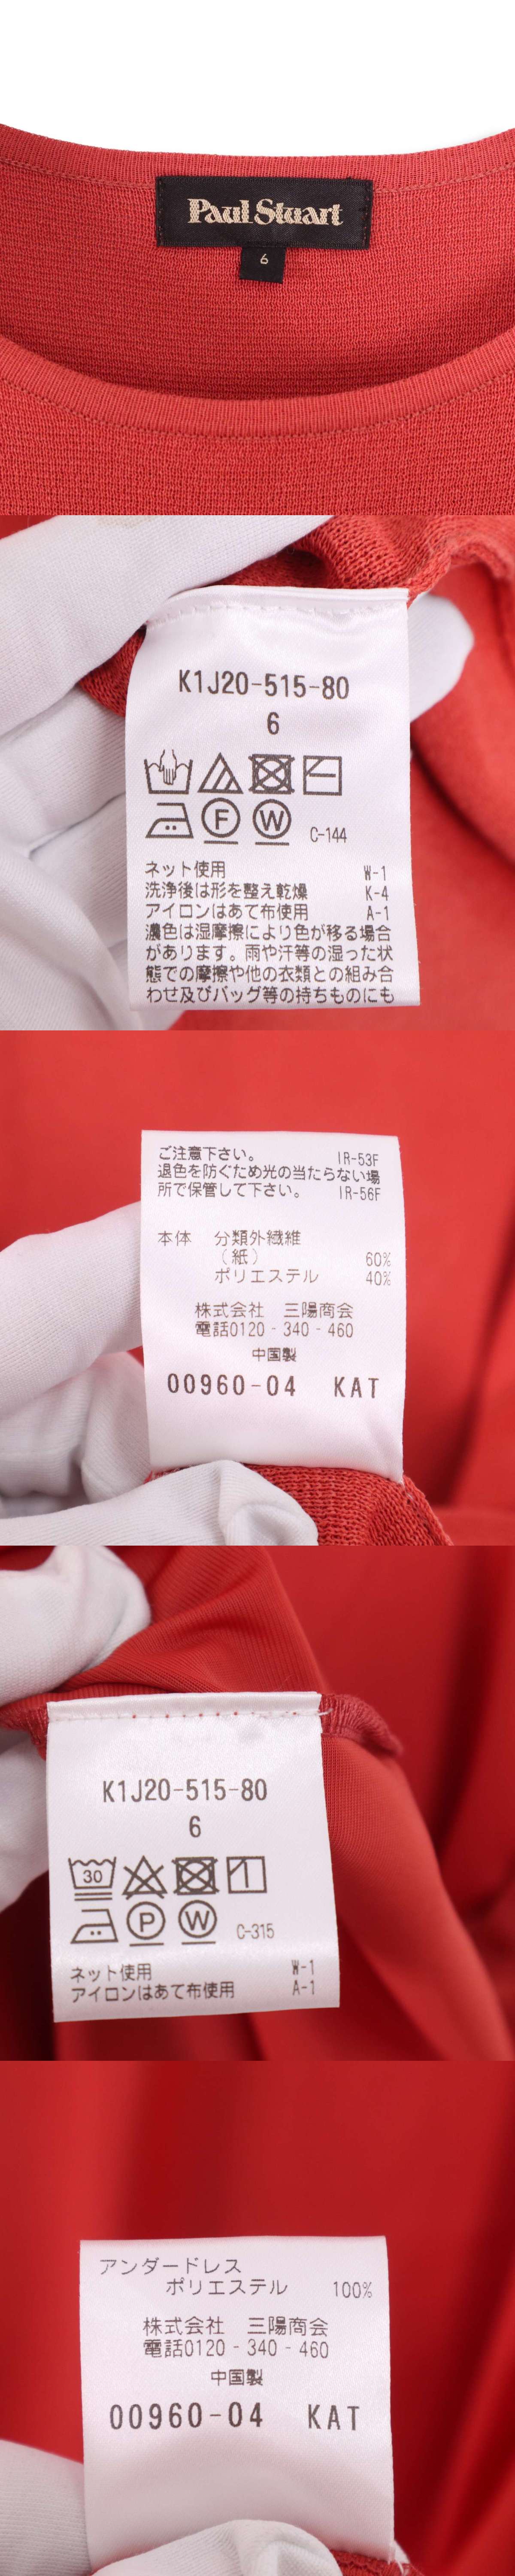 Paul Stuart
6
K1J20-515-80
6
F W C-144
ネット使用 W-1
洗浄後は形を整え乾燥 K-4
アイロンはあて布使用 A-1
濃色は湿摩擦により色が移る場合
があります。雨や汗等の湿った状
態での摩擦や他の衣類との組み合
わせ及びバッグ等の持ちものにも
ご注意下さい。 IR-53F
退色を防ぐため光の当たらない場
所で保管して下さい。 IR-56F
本体 分類外繊維
（紙） 60%
ポリエステル 40%
株式会社 三陽商会
電話0120-340-460
中国製
00960-04 KAT
K1J20-515-80
6
30
P W C-315
ネット使用 W-1
アイロンはあて布使用 A-1
アンダードレス
ポリエステル 100%
株式会社 三陽商会
電話0120-340-460
中国製
00960-04 KAT